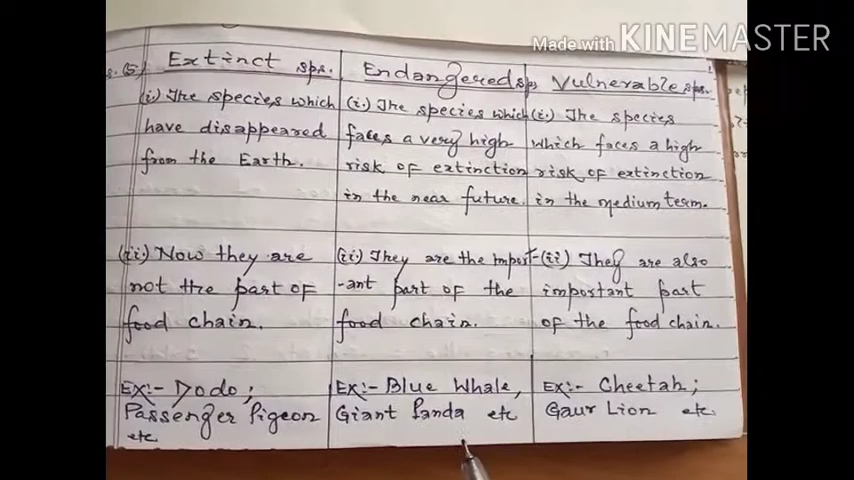 Made with KINEMASTER
s. (5) Extinct sps.
(i) The species which
have disappeared
from the Earth.
(ii) Now they are
not the part of
food chain.
Ex:- Dodo;
Passenger Pigeon
etc
Endangered sp
(i.) The species which
faces a very high
risk of extinction
in the near future.
(ii.) They are the import-
-ant part of the
food chain.
Ex:- Blue Whale,
Giant Panda etc
Vulnerable sps.
(i.) The species
which faces a high
risk of extinction
in the medium term.
(ii) They are also
important part
of the food chain.
Ex:- Cheetah;
Gaur Lion etc.